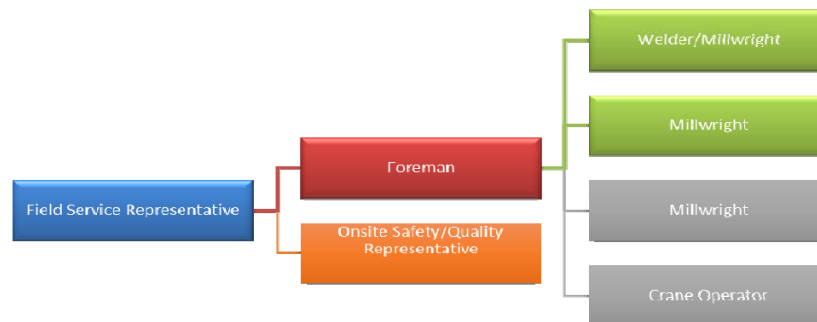 Welder/Millwright
Millwright
Foreman
Field Service Representative
Millwright
Onsite Safety/Quality
Representative
Crane Operator